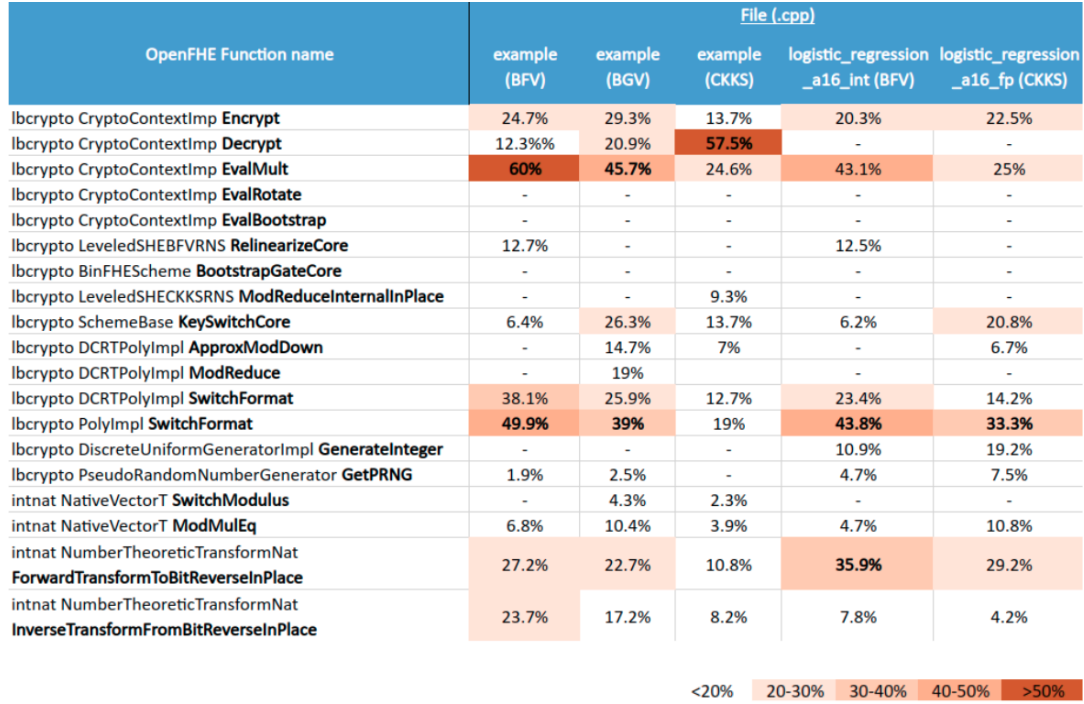 File (.cpp)
OpenFHE Function name
example (BFV)
example (BGV)
example (CKKS)
logistic_regression _a16_int (BFV)
logistic_regression _a16_fp (CKKS)
lbcrypto CryptoContextImp Encrypt 24.7% 29.3% 13.7% 20.3% 22.5%
lbcrypto CryptoContextImp Decrypt 12.3%% 20.9% 57.5% - -
lbcrypto CryptoContextImp EvalMult 60% 45.7% 24.6% 43.1% 25%
lbcrypto CryptoContextImp EvalRotate - - - - -
lbcrypto CryptoContextImp EvalBootstrap - - - - -
lbcrypto LeveledSHEBFVRNS RelinearizeCore 12.7% - - 12.5% -
lbcrypto BinFHEScheme BootstrapGateCore - - - - -
lbcrypto LeveledSHECKKSRNS ModReduceInternalInPlace - - 9.3% - -
lbcrypto SchemeBase KeySwitchCore 6.4% 26.3% 13.7% 6.2% 20.8%
lbcrypto DCRTPolyImpl ApproxModDown - 14.7% 7% - 6.7%
lbcrypto DCRTPolyImpl ModReduce - 19% - -
lbcrypto DCRTPolyImpl SwitchFormat 38.1% 25.9% 12.7% 23.4% 14.2%
lbcrypto PolyImpl SwitchFormat 49.9% 39% 19% 43.8% 33.3%
lbcrypto DiscreteUniformGeneratorImpl GenerateInteger - - - 10.9% 19.2%
lbcrypto PseudoRandomNumberGenerator GetPRNG 1.9% 2.5% - 4.7% 7.5%
intnat NativeVectorT SwitchModulus - 4.3% 2.3% - -
intnat NativeVectorT ModMulEq 6.8% 10.4% 3.9% 4.7% 10.8%
intnat NumberTheoreticTransformNat
ForwardTransformToBitReverseInPlace 27.2% 22.7% 10.8% 35.9% 29.2%
intnat NumberTheoreticTransformNat
InverseTransformFromBitReverseInPlace 23.7% 17.2% 8.2% 7.8% 4.2%
<20% 20-30% 30-40% 40-50% >50%